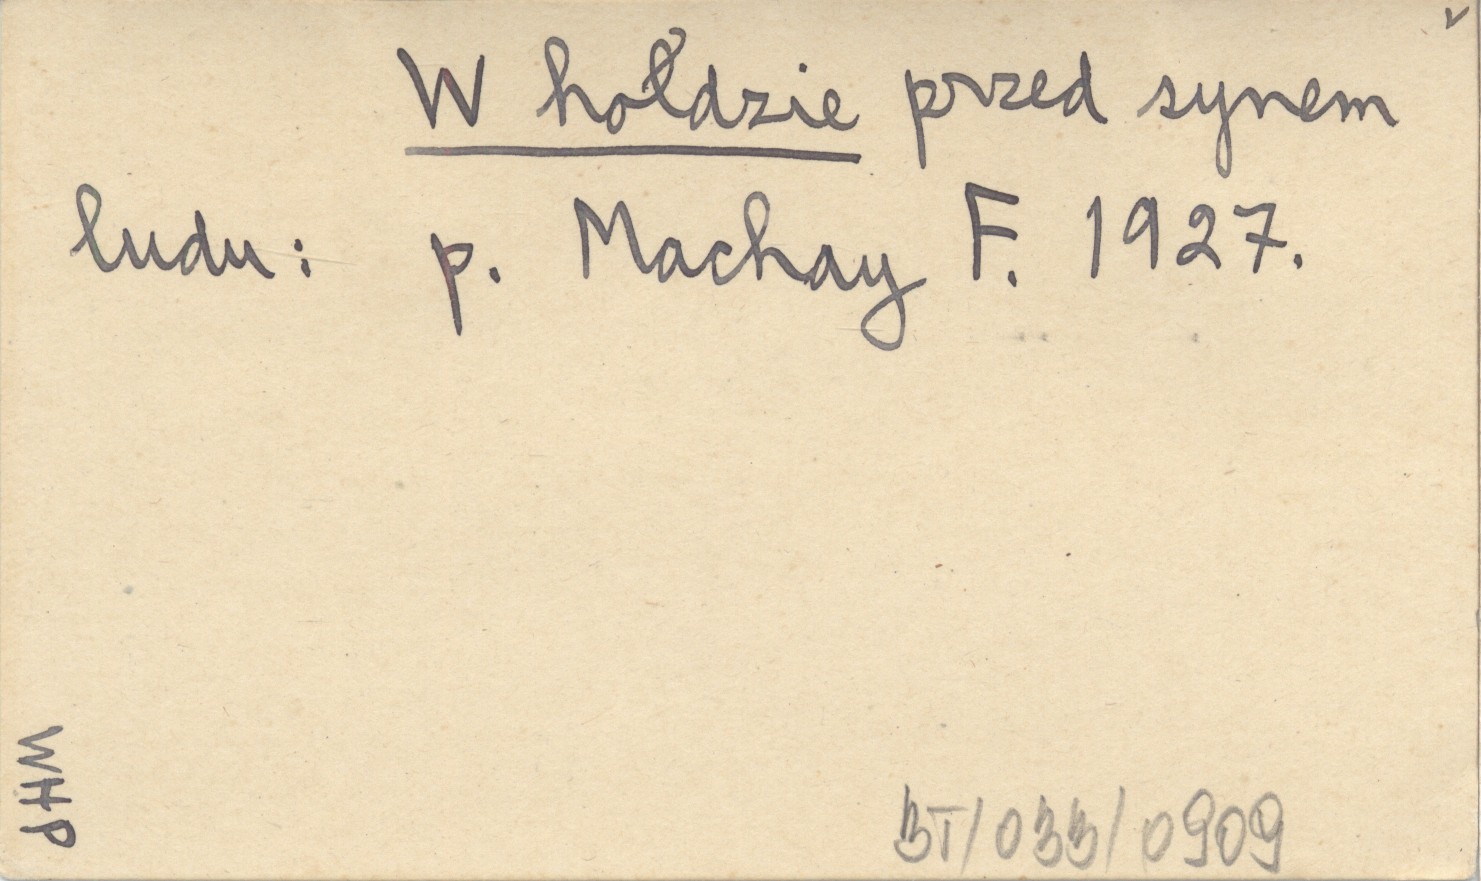 W hołdzie przed synem
ludu: p. Machay F. 1927.
WHP
BT/033/0909